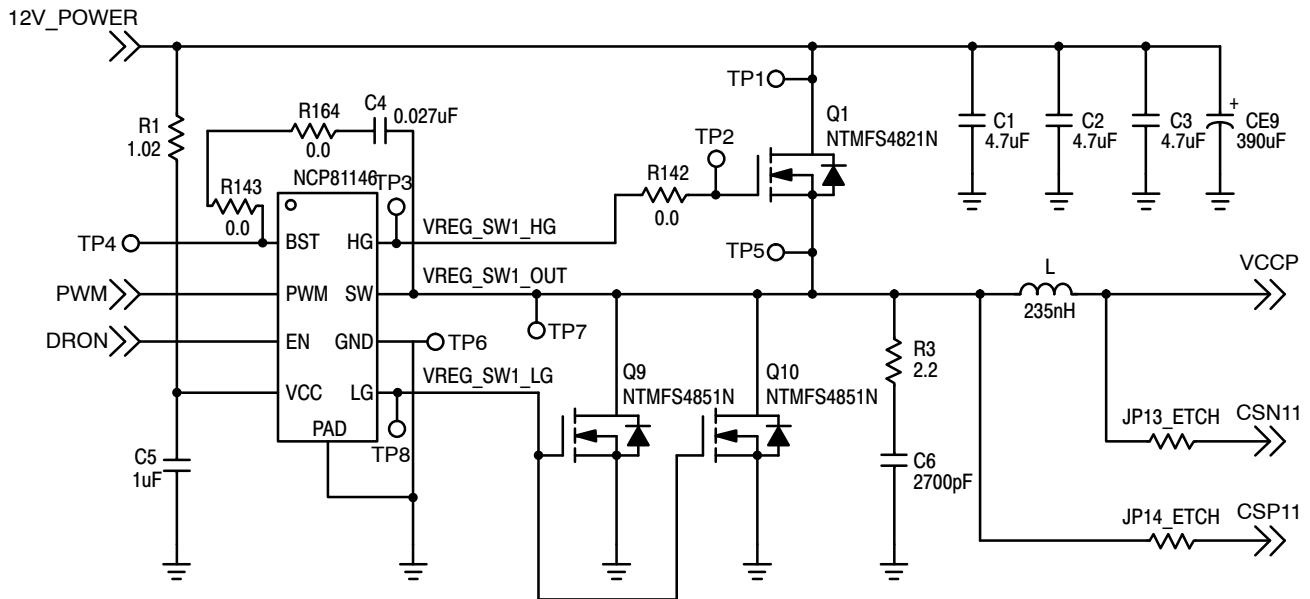 12V_POWER
TP1
R164
0.0
C4
0.027uF
R1
1.02
Q1
NTMFS4821N
C1
4.7uF
C2
4.7uF
C3
4.7uF
+
CE9
390uF
TP2
R143
0.0
NCP81146
TP3
R142
0.0
TP4
BST
HG
VREG_SW1_HG
TP5
PWM
PWM
SW
VREG_SW1_OUT
L
235nH
VCCP
DRON
EN
GND
TP6
TP7
R3
2.2
VCC
LG
VREG_SW1_LG
Q9
NTMFS4851N
Q10
NTMFS4851N
PAD
TP8
JP13_ETCH
CSN11
C5
1uF
C6
2700pF
JP14_ETCH
CSP11